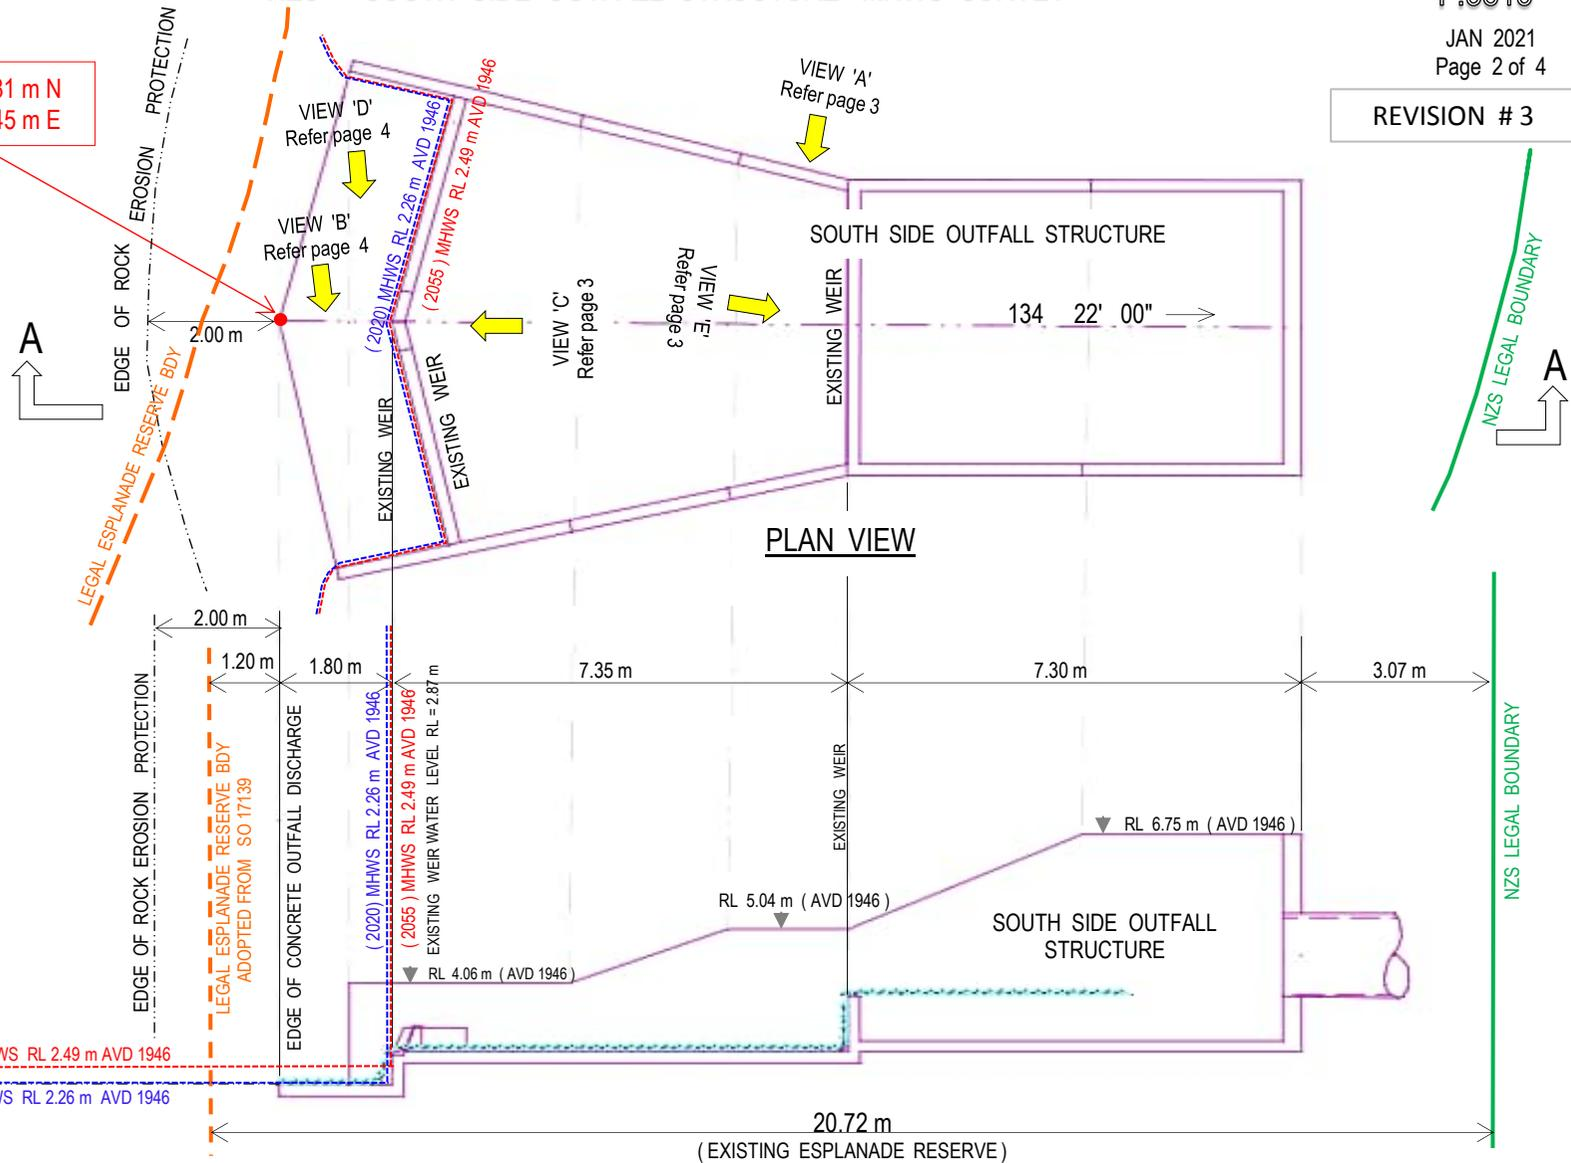 JAN 2021
Page 2 of 4
REVISION # 3
31 m N
45 m E
EDGE OF ROCK EROSION PROTECTION
VIEW 'D'
Refer page 4
VIEW 'B'
Refer page 4
(2020) MHWS RL 2.26 m AVD 1946
( 2055 ) MHWS RL 2.49 m AVD 1946
VIEW 'A'
Refer page 3
VIEW 'C'
Refer page 3
VIEW 'E'
Refer page 3
SOUTH SIDE OUTFALL STRUCTURE
EXISTING WEIR
134 22' 00"
NZS LEGAL BOUNDARY
A
A
2.00 m
LEGAL ESPLANADE RESERVE BDY
EXISTING WEIR
EXISTING WEIR
PLAN VIEW
2.00 m
1.20 m
1.80 m
7.35 m
7.30 m
3.07 m
EDGE OF ROCK EROSION PROTECTION
LEGAL ESPLANADE RESERVE BDY
ADOPTED FROM SO 17139
EDGE OF CONCRETE OUTFALL DISCHARGE
( 2020) MHWS RL 2.26 m AVD 1946
( 2055 ) MHWS RL 2.49 m AVD 1946
EXISTING WEIR WATER LEVEL RL = 2.87 m
EXISTING WEIR
NZS LEGAL BOUNDARY
RL 6.75 m ( AVD 1946 )
RL 5.04 m ( AVD 1946 )
RL 4.06 m ( AVD 1946 )
SOUTH SIDE OUTFALL
STRUCTURE
WS RL 2.49 m AVD 1946
WS RL 2.26 m AVD 1946
20.72 m
( EXISTING ESPLANADE RESERVE )